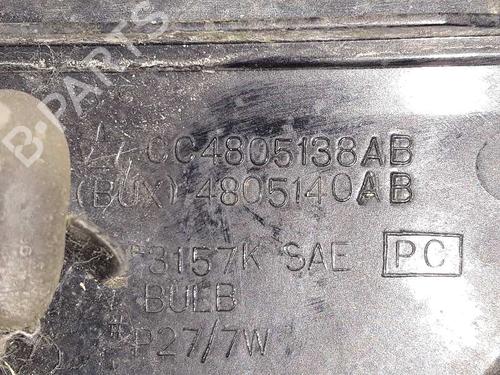 CC4805138AB
(BUX) 4805140AB
*3157K SAE PC
BULB
*P27/7W
B-PARTS